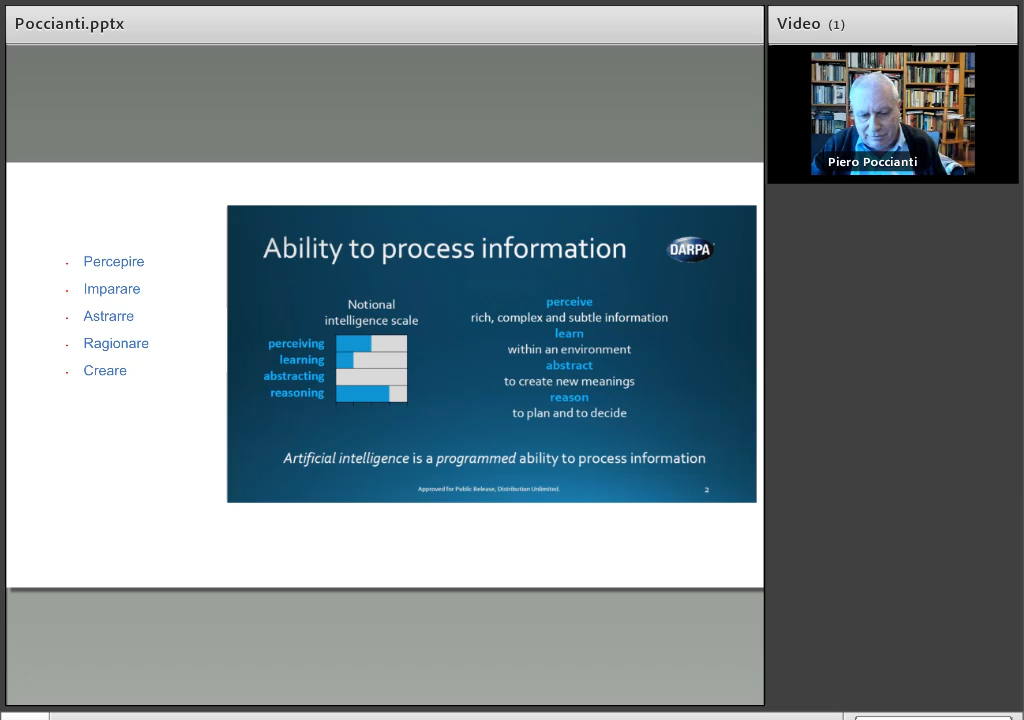 Poccianti.pptx
Video (1)
Piero Poccianti
Percepire
Imparare
Astrarre
Ragionare
Creare
Ability to process information
DARPA
Notional
intelligence scale
perceiving
learning
abstracting
reasoning
perceive
rich, complex and subtle information
learn
within an environment
abstract
to create new meanings
reason
to plan and to decide
Artificial intelligence is a programmed ability to process information
Approved for Public Release, Distribution Unlimited.
2